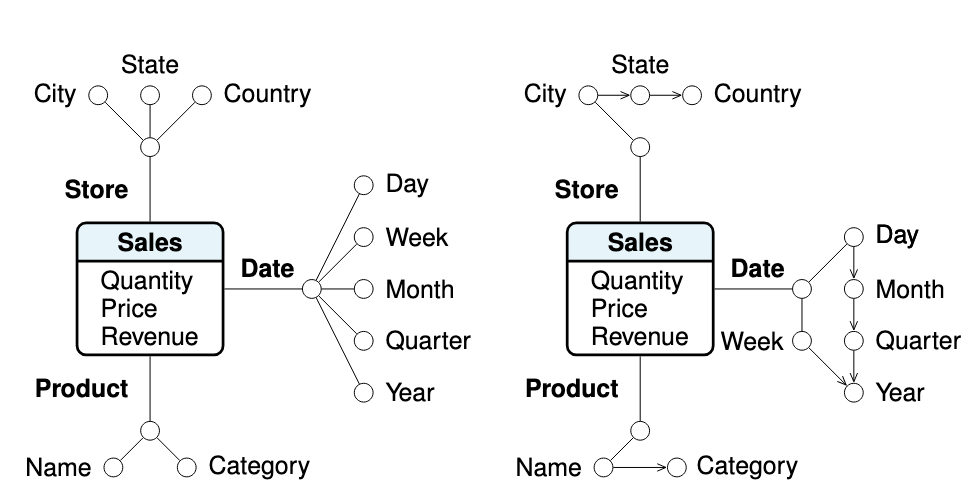 State
City
Country
Store
Sales
Quantity
Price
Revenue
Date
Day
Week
Month
Quarter
Year
Product
Name
Category
State
City
Country
Store
Sales
Quantity
Price
Revenue
Date
Day
Month
Week
Quarter
Year
Product
Name
Category